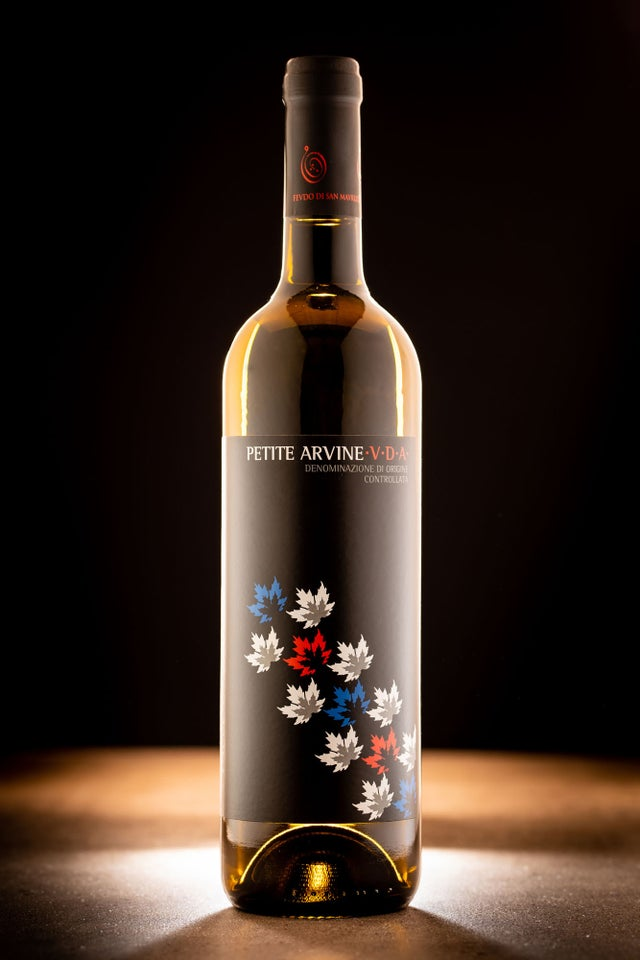 FEVDO DI SAN
PETITE ARVINE·V·D·A·
DENOMINAZIONE DI ORIGINE
CONTROLLATA